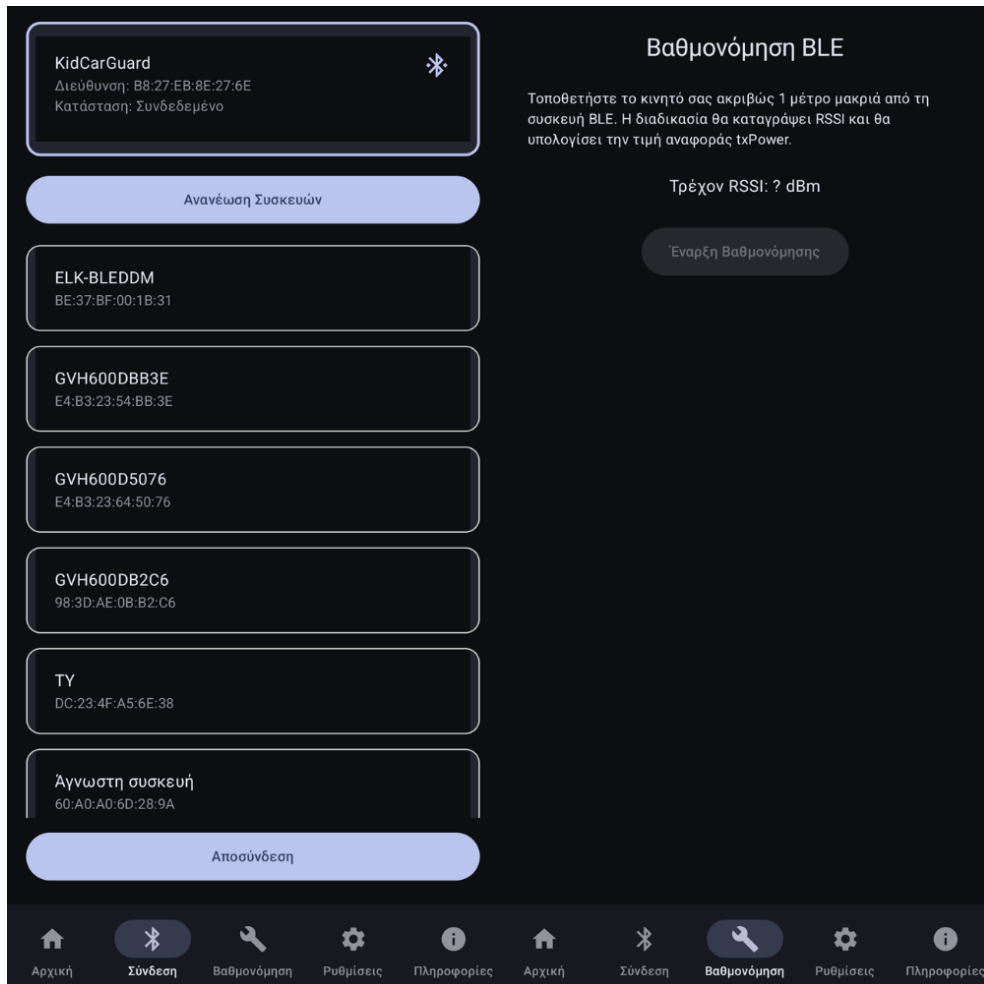 KidCarGuard
Διεύθυνση: B8:27:EB:8E:27:6E
Κατάσταση: Συνδεδεμένο
Ανανέωση Συσκευών
ELK-BLEDDM
BE:37:BF:00:1B:31
GVH600DBB3E
E4:B3:23:54:BB:3E
GVH600D5076
E4:B3:23:64:50:76
GVH600DB2C6
98:3D:AE:0B:B2:C6
TY
DC:23:4F:A5:6E:38
Άγνωστη συσκευή
60:A0:A0:6D:28:9A
Αποσύνδεση
Αρχική
Σύνδεση
Βαθμονόμηση
Ρυθμίσεις
Πληροφορίες
Βαθμονόμηση BLE
Τοποθετήστε το κινητό σας ακριβώς 1 μέτρο μακριά από τη
συσκευή BLE. Η διαδικασία θα καταγράψει RSSI και θα
υπολογίσει την τιμή αναφοράς txPower.
Τρέχον RSSI: ? dBm
Έναρξη Βαθμονόμησης
Αρχική
Σύνδεση
Βαθμονόμηση
Ρυθμίσεις
Πληροφορίες